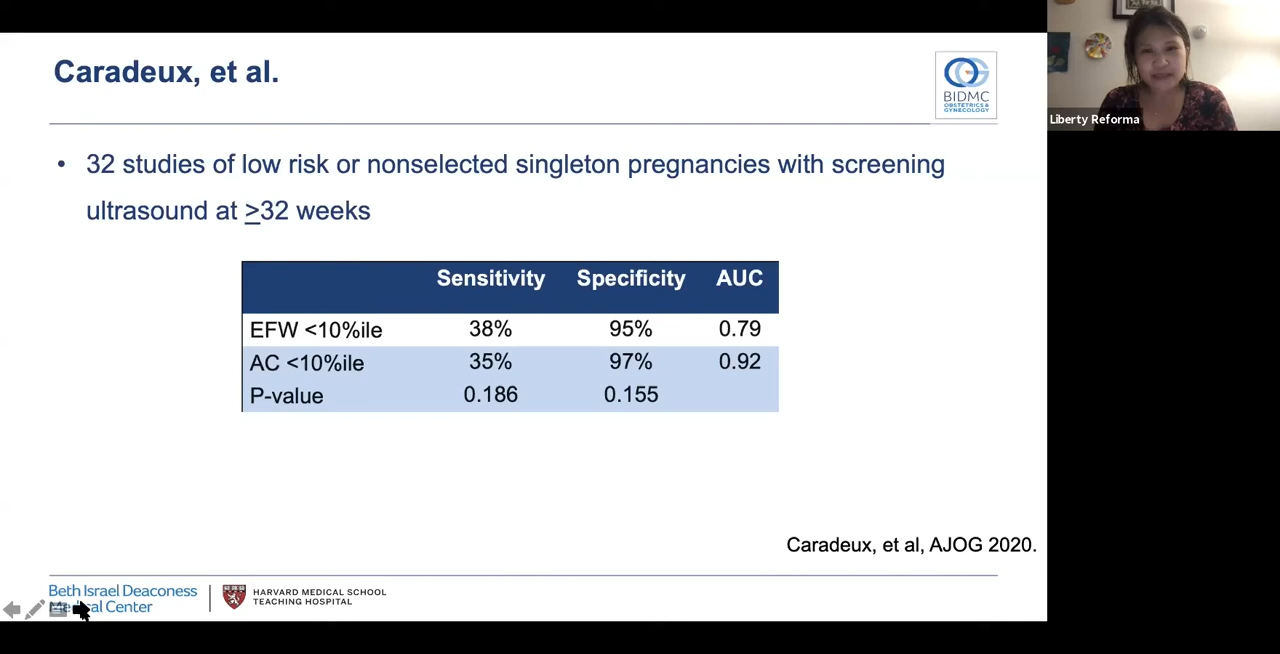 Caradeux, et al.
BIDMC
OBSTETRICS &
GYNECOLOGY
Liberty Reforma
• 32 studies of low risk or nonselected singleton pregnancies with screening
ultrasound at >32 weeks
Sensitivity Specificity AUC
EFW <10%ile 38% 95% 0.79
AC <10%ile 35% 97% 0.92
P-value 0.186 0.155
Caradeux, et al, AJOG 2020.
Beth Israel Deaconess
Center
HARVARD MEDICAL SCHOOL
TEACHING HOSPITAL